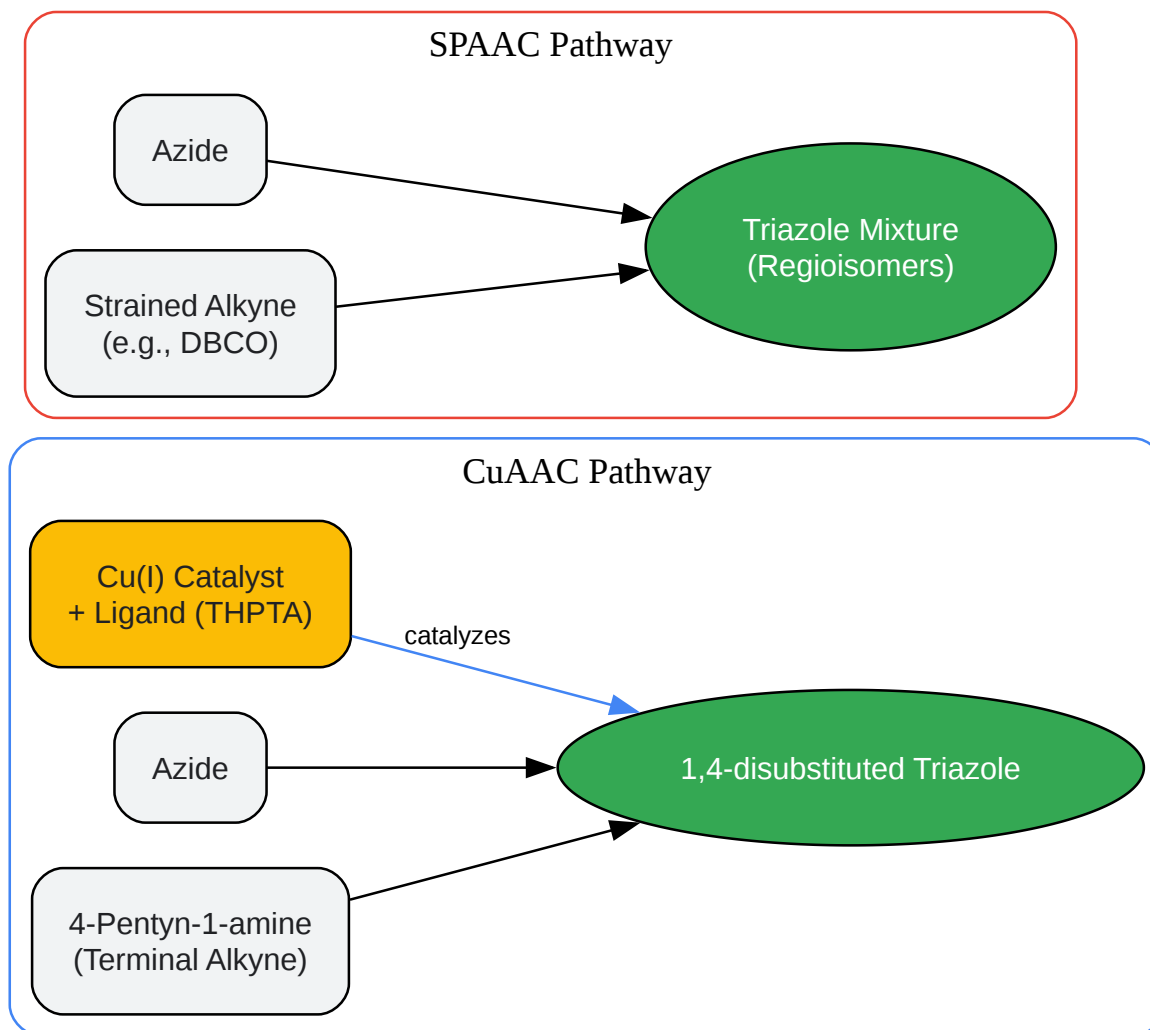 SPAAC Pathway
Azide
Strained Alkyne
(e.g., DBCO)
Triazole Mixture
(Regioisomers)
CuAAC Pathway
Cu(I) Catalyst
+ Ligand (THPTA)
catalyzes
Azide
1,4-disubstituted Triazole
4-Pentyn-1-amine
(Terminal Alkyne)